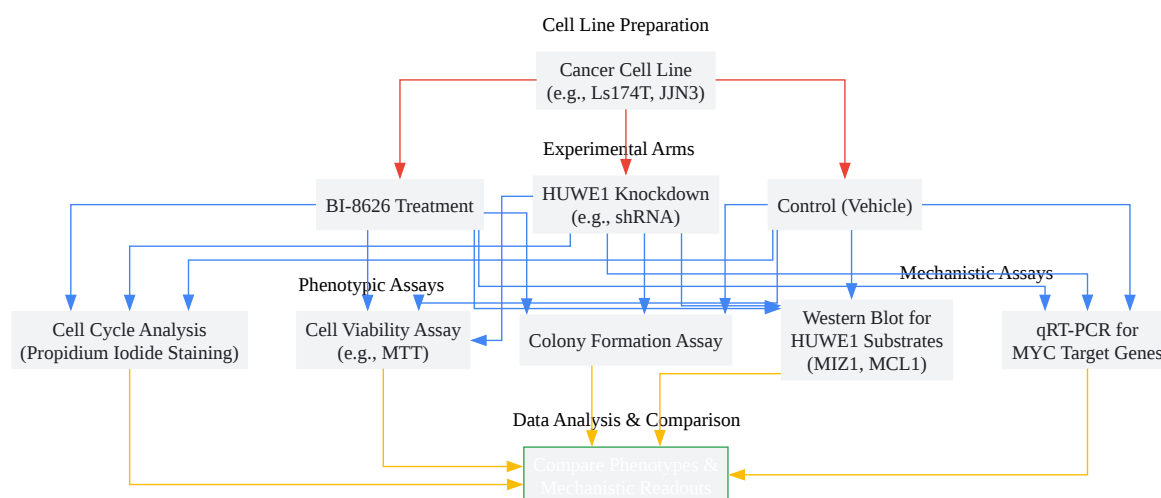 Cell Line Preparation
Cancer Cell Line
(e.g., Ls174T, JJN3)
Experimental Arms
BI-8626 Treatment
HUWE1 Knockdown
(e.g., shRNA)
Control (Vehicle)
Phenotypic Assays
Mechanistic Assays
Cell Cycle Analysis
(Propidium Iodide Staining)
Cell Viability Assay
(e.g., MTT)
Colony Formation Assay
Western Blot for
HUWE1 Substrates
(MIZ1, MCL1)
qRT-PCR for
MYC Target Genes
Data Analysis & Comparison
Compare Phenotypes &
Mechanistic Readouts